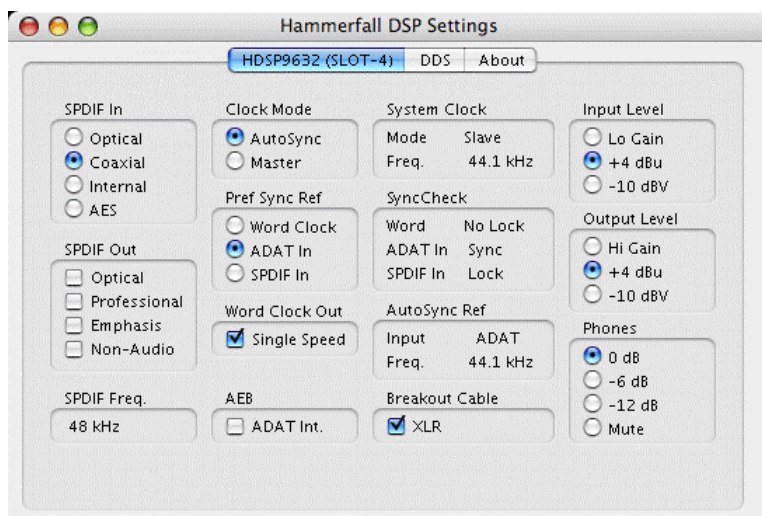 Hammerfall DSP Settings
HDSP9632 (SLOT-4) DDS About
SPDIF In
Optical
Coaxial
Internal
AES
SPDIF Out
Optical
Professional
Emphasis
Non-Audio
SPDIF Freq.
48 kHz
Clock Mode
AutoSync
Master
Pref Sync Ref
Word Clock
ADAT In
SPDIF In
Word Clock Out
Single Speed
AEB
ADAT Int.
System Clock
Mode Slave
Freq. 44.1 kHz
SyncCheck
Word No Lock
ADAT In Sync
SPDIF In Lock
AutoSync Ref
Input ADAT
Freq. 44.1 kHz
Breakout Cable
XLR
Input Level
Lo Gain
+4 dBu
-10 dBV
Output Level
Hi Gain
+4 dBu
-10 dBV
Phones
0 dB
-6 dB
-12 dB
Mute